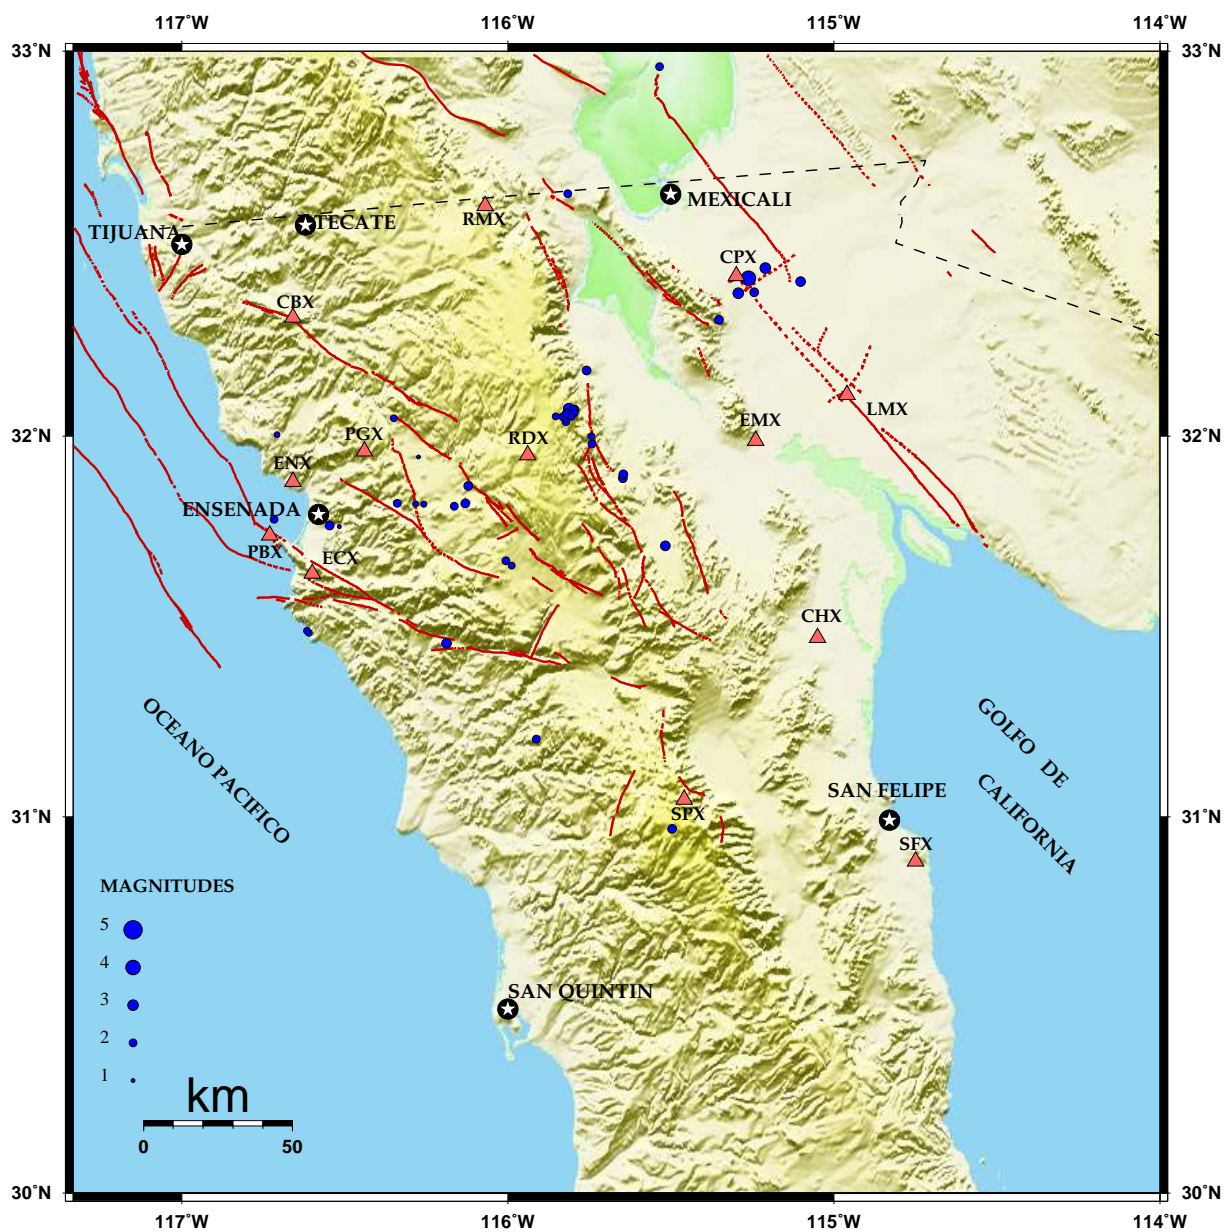 117°W 116°W 115°W 114°W
33°N 33°N
MEXICALI
RMX
TECATE
TIJUANA
CPX
CBX
LMX
EMX
32°N 32°N
PGX
RDX
ENX
ENSENADA
PBX
ECX
CHX
OCEANO PACIFICO
GOLFO DE
CALIFORNIA
SAN FELIPE
31°N 31°N
SPX
SFX
MAGNITUDES
5
4
3
2
1
SAN QUINTIN
km
0 50
30°N 30°N
117°W 116°W 115°W 114°W